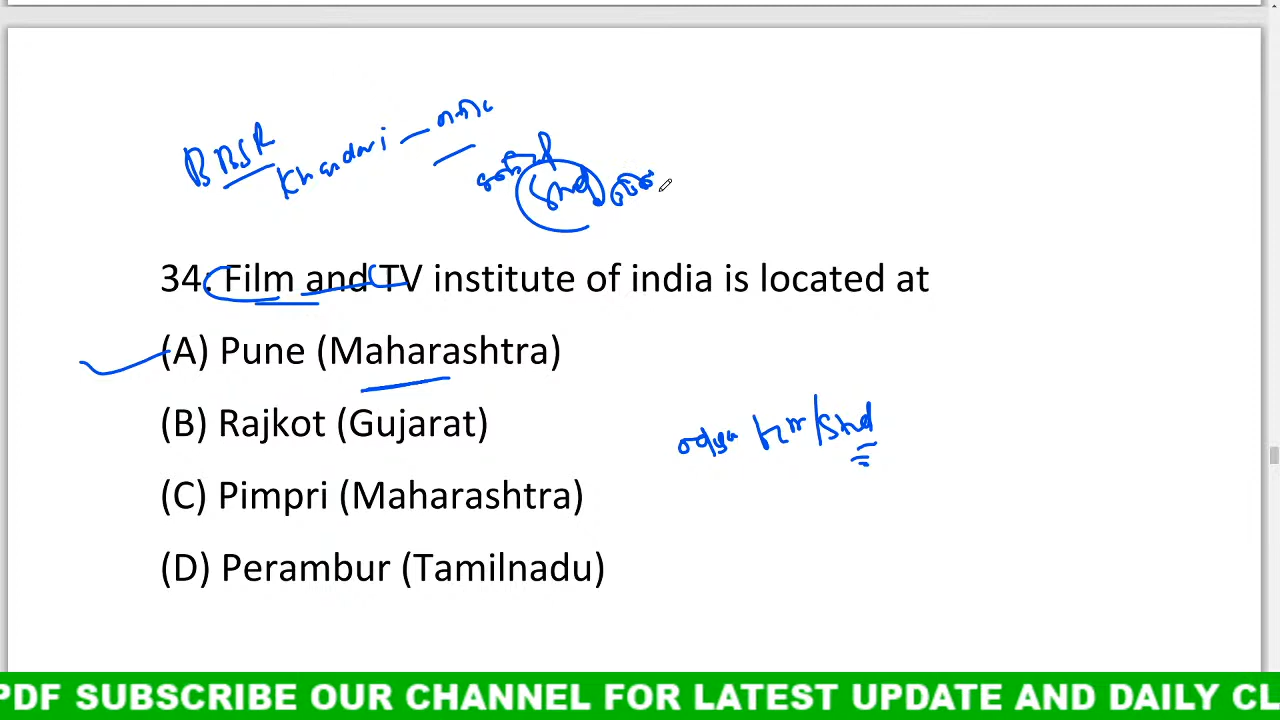 BBSR
Khandari
34. Film and TV institute of india is located at
(A) Pune (Maharashtra)
(B) Rajkot (Gujarat)
(C) Pimpri (Maharashtra)
(D) Perambur (Tamilnadu)
PDF SUBSCRIBE OUR CHANNEL FOR LATEST UPDATE AND DAILY CL